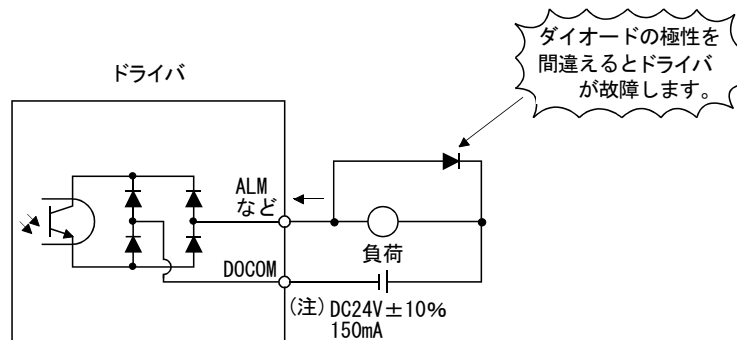 ダイオードの極性を
間違えるとドライバ
が故障します。
ドライバ
ALM
など
負荷
DOCOM
(注) DC24V±10%
150mA